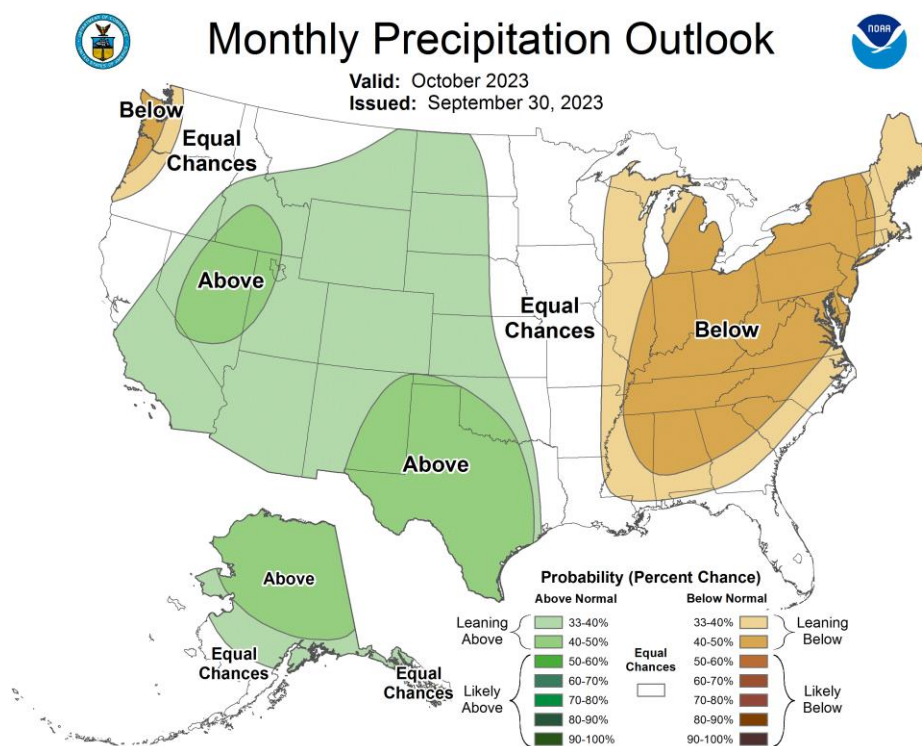 Monthly Precipitation Outlook
Valid: October 2023
Issued: September 30, 2023
NOAA
Below
Equal
Chances
Above
Equal
Chances
Below
Above
Above
Equal
Chances
Equal
Chances
Probability (Percent Chance)
Above Normal
Below Normal
Leaning
Above
33-40%
40-50%
Likely
Above
50-60%
60-70%
70-80%
80-90%
90-100%
Equal
Chances
33-40%
40-50%
Leaning
Below
50-60%
60-70%
70-80%
80-90%
90-100%
Likely
Below